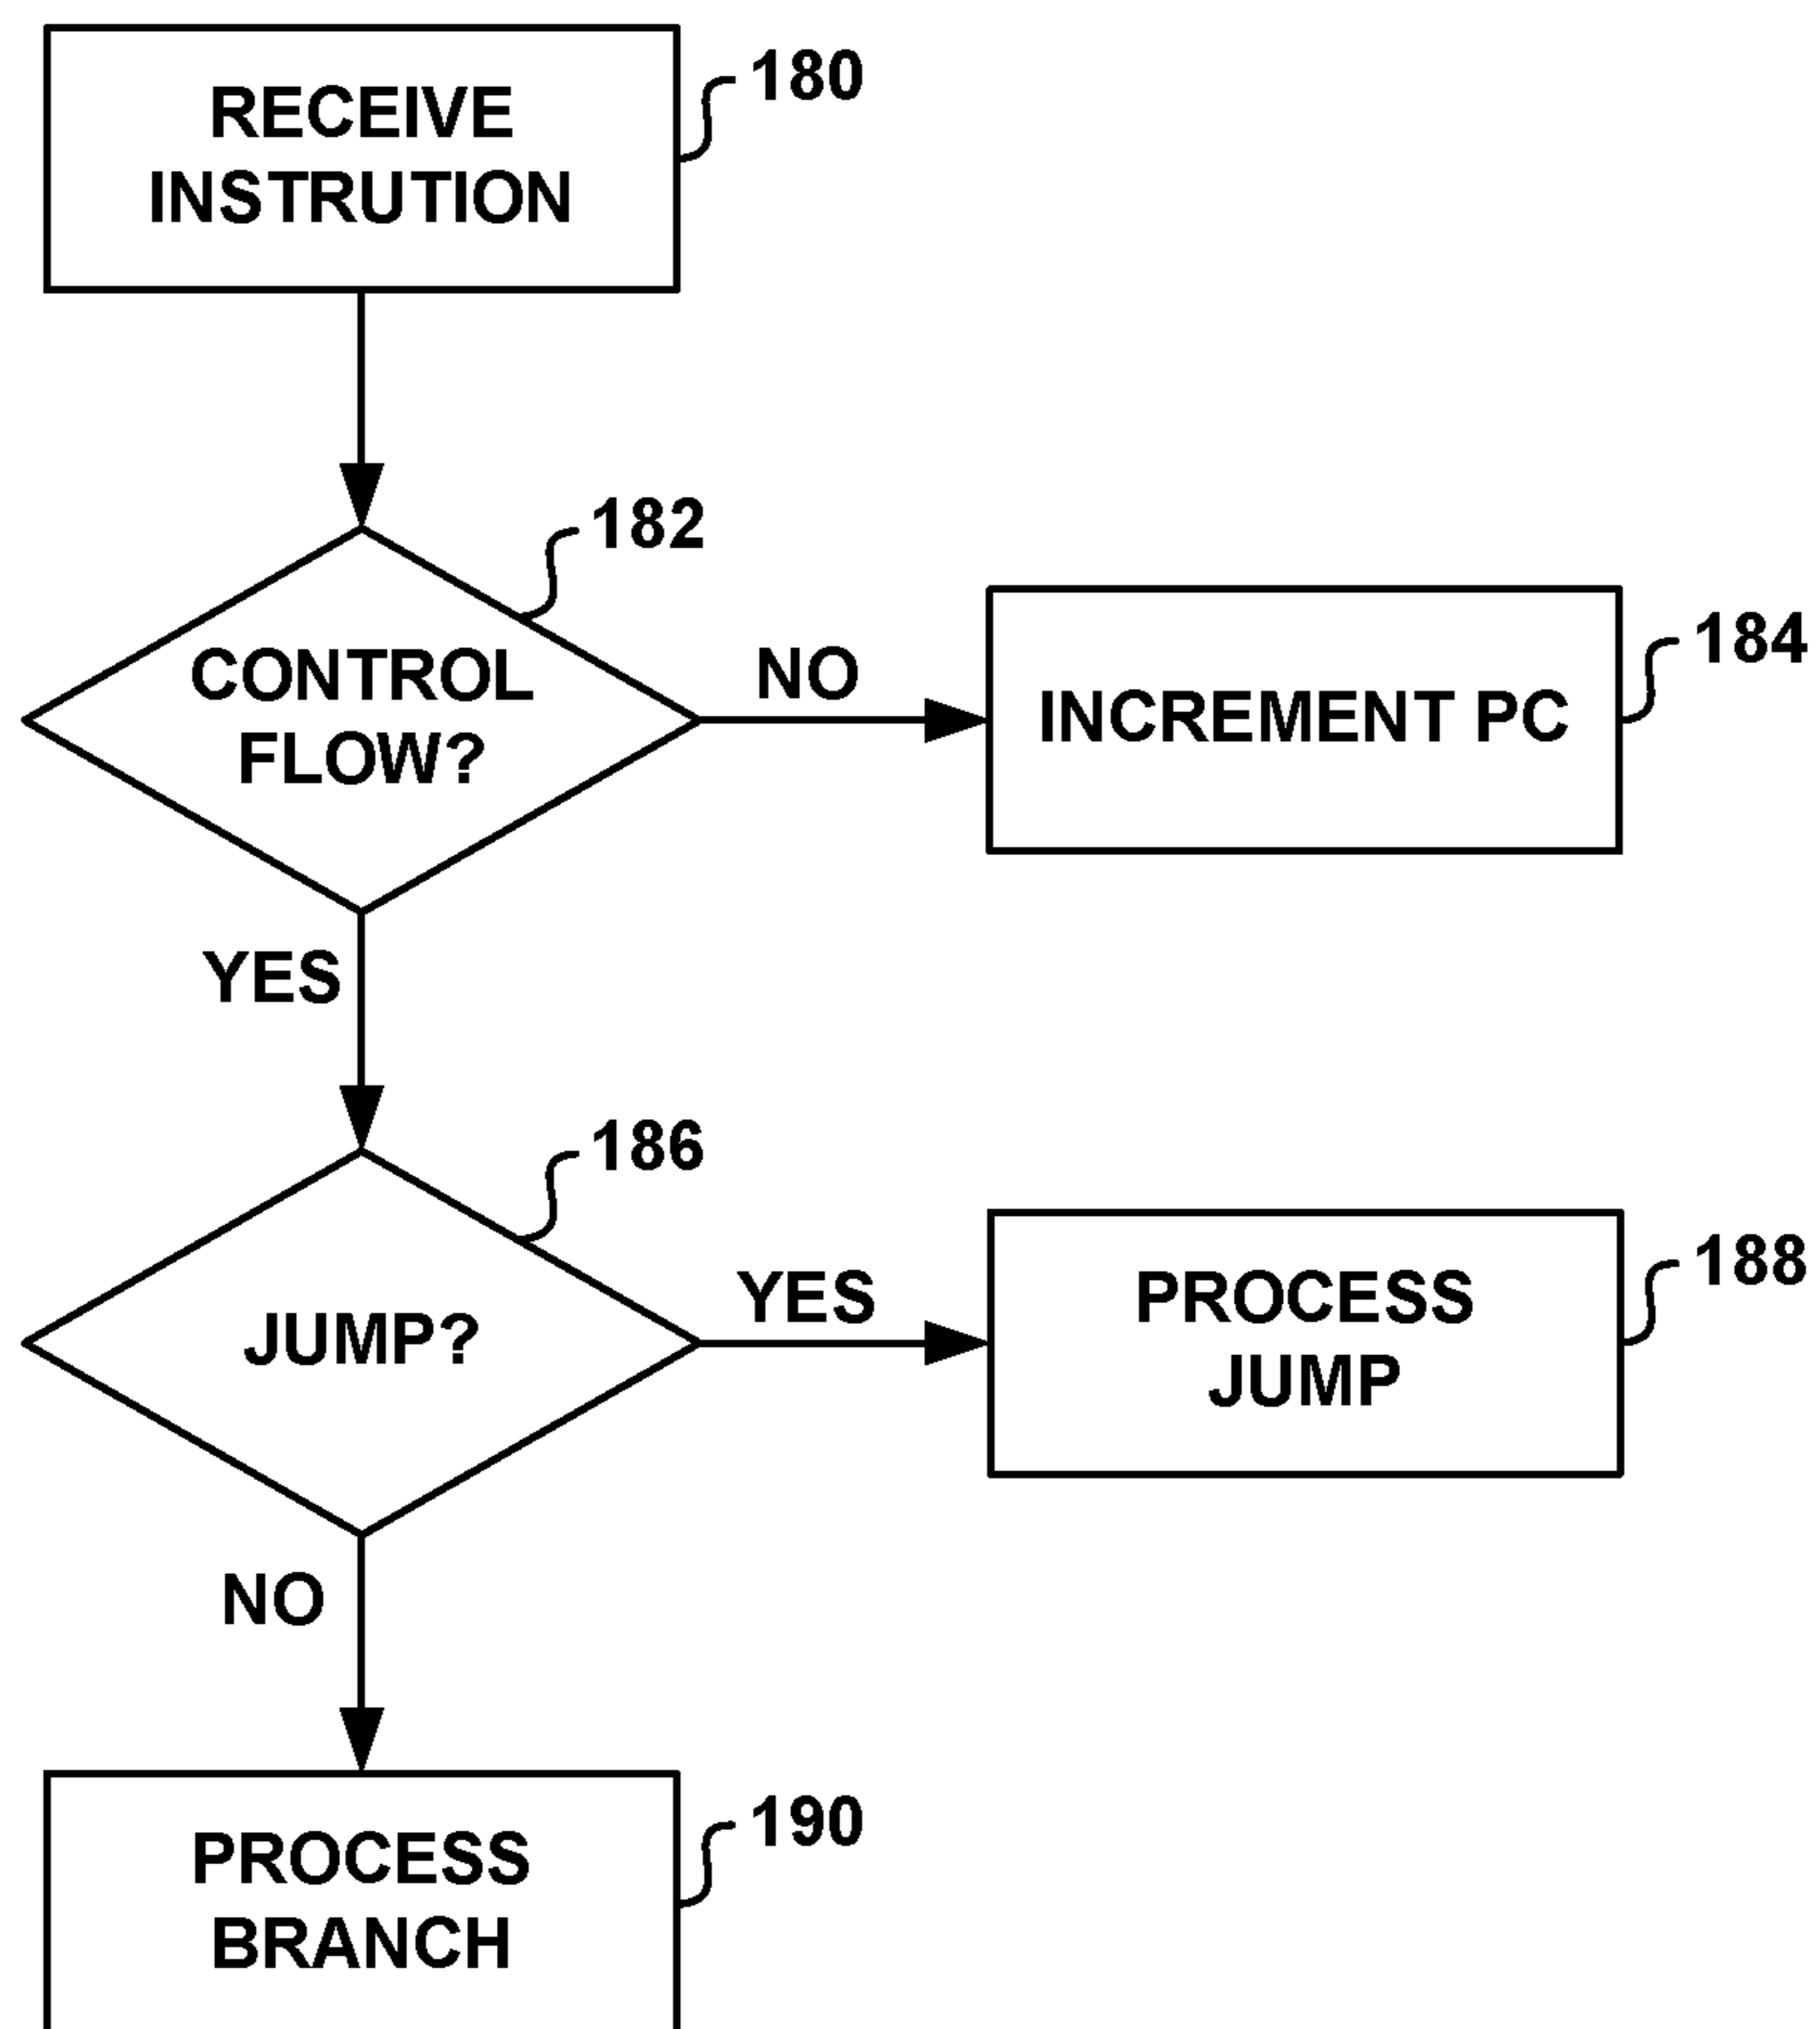 RECEIVE
INSTRUTION
180
182
CONTROL
FLOW?
NO
INCREMENT PC
184
YES
186
JUMP?
YES
PROCESS
JUMP
188
NO
PROCESS
BRANCH
190